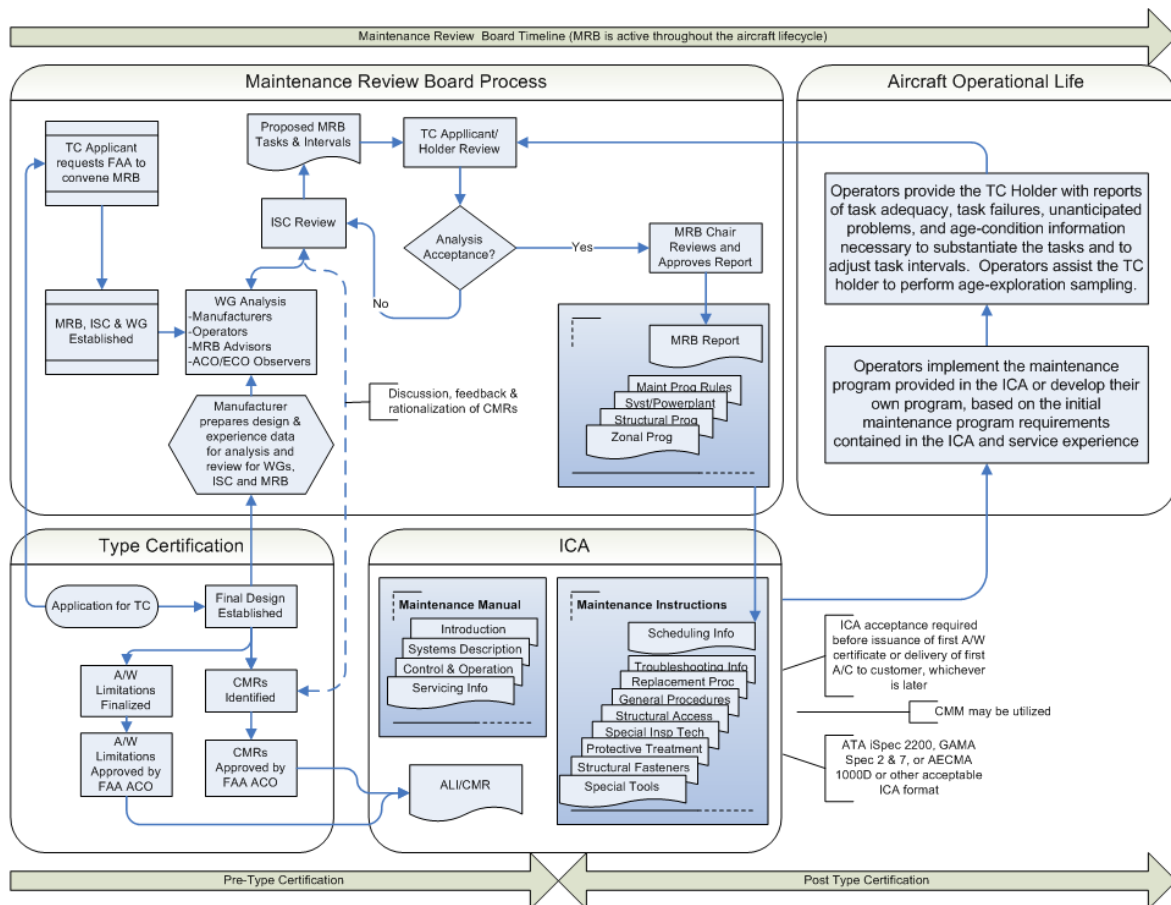 Maintenance Review  Board Timeline (MRB is active throughout the aircraft lifecycle)
Maintenance Review Board Process
TC Applicant
requests FAA to
convene MRB
Proposed MRB
Tasks & Intervals
TC Appllicant/
Holder Review
ISC Review
Analysis
Acceptance?
Yes
No
MRB Chair
Reviews and
Approves Report
MRB, ISC & WG
Established
WG Analysis
-Manufacturers
-Operators
-MRB Advisors
-ACO/ECO Observers
Manufacturer
prepares design &
experience data
for analysis and
review for WGs,
ISC and MRB
Discussion, feedback &
rationalization of CMRs
MRB Report
Maint Prog Rules
Syst/Powerplant
Structural Prog
Zonal Prog
Aircraft Operational Life
Operators provide the TC Holder with reports
of task adequacy, task failures, unanticipated
problems, and age-condition information
necessary to substantiate the tasks and to
adjust task intervals.  Operators assist the TC
holder to perform age-exploration sampling.
Operators implement the maintenance
program provided in the ICA or develop their
own program, based on the initial
maintenance program requirements
contained in the ICA and service experience
Type Certification
Application for TC
Final Design
Established
A/W
Limitations
Finalized
CMRs
Identified
A/W
Limitations
Approved by
FAA ACO
CMRs
Approved by
FAA ACO
ICA
Maintenance Manual
Introduction
Systems Description
Control & Operation
Servicing Info
ALI/CMR
Maintenance Instructions
Scheduling Info
Troubleshooting Info
Replacement Proc
General Procedures
Structural Access
Special Insp Tech
Protective Treatment
Structural Fasteners
Special Tools
ICA acceptance required
before issuance of first A/W
certificate or delivery of first
A/C to customer, whichever
is later
CMM may be utilized
ATA iSpec 2200, GAMA
Spec 2 & 7, or AECMA
1000D or other acceptable
ICA format
Pre-Type Certification
Post Type Certification